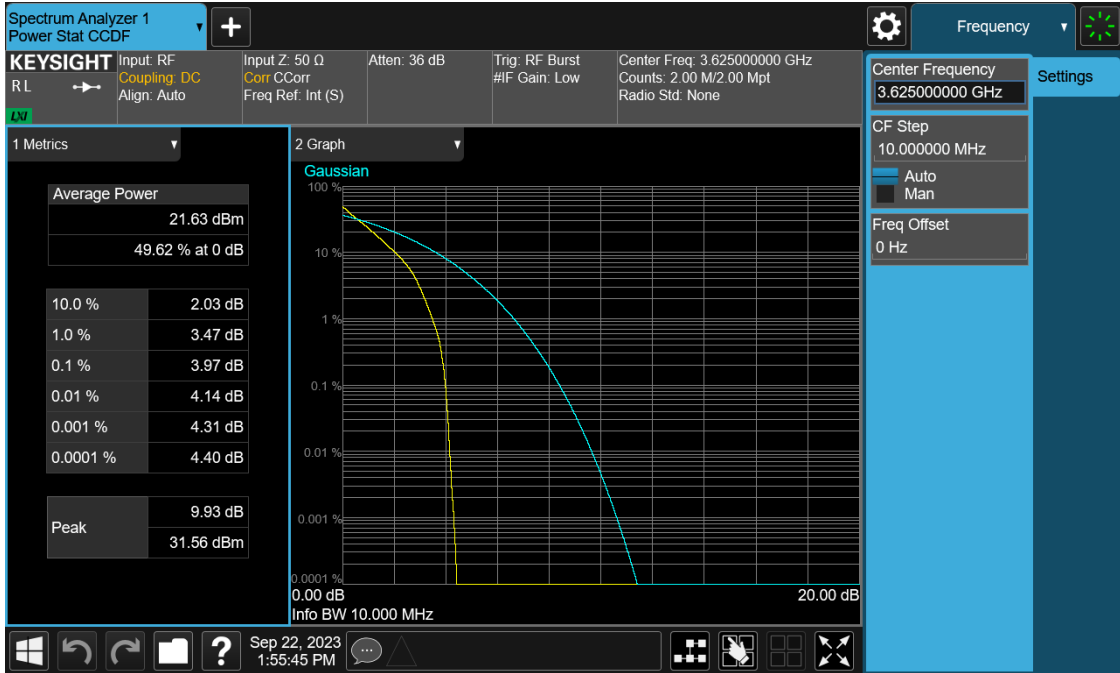 Spectrum Analyzer 1
Power Stat CCDF
+
Frequency
KEYSIGHT
R L
LXI
Input: RF
Coupling: DC
Align: Auto
Input Z: 50 Ω
Corr CCorr
Freq Ref: Int (S)
Atten: 36 dB
Trig: RF Burst
#IF Gain: Low
Center Freq: 3.625000000 GHz
Counts: 2.00 M/2.00 Mpt
Radio Std: None
Center Frequency
3.625000000 GHz
Settings
CF Step
10.000000 MHz
Auto
Man
Freq Offset
0 Hz
1 Metrics
Average Power
21.63 dBm
49.62 % at 0 dB
10.0 % 2.03 dB
1.0 % 3.47 dB
0.1 % 3.97 dB
0.01 % 4.14 dB
0.001 % 4.31 dB
0.0001 % 4.40 dB
Peak
9.93 dB
31.56 dBm
2 Graph
Gaussian
100 %
10 %
1 %
0.1 %
0.01 %
0.001 %
0.0001 %
0.00 dB 20.00 dB
Info BW 10.000 MHz
?
Sep 22, 2023
1:55:45 PM